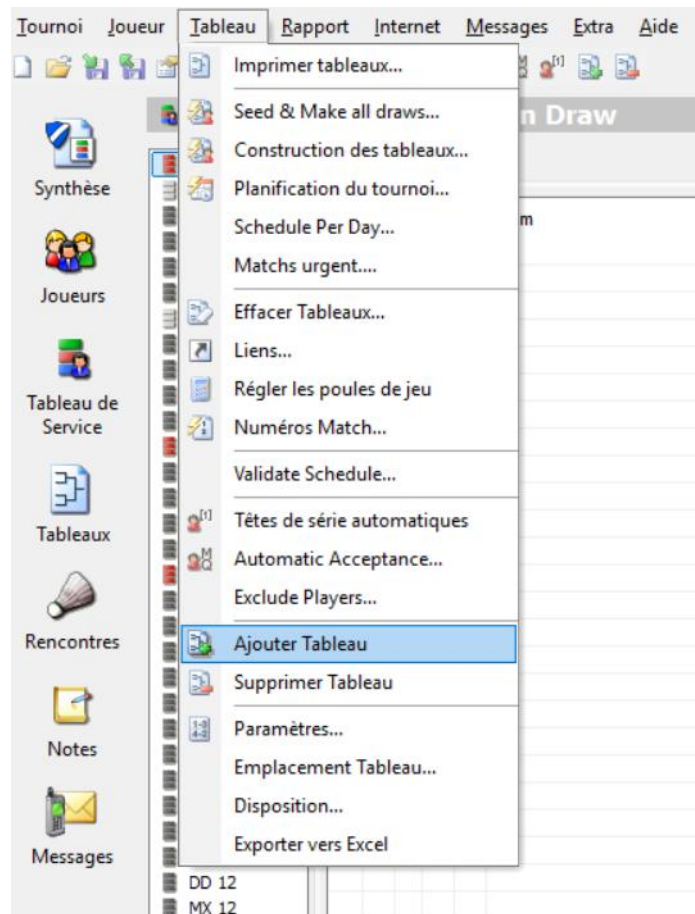 Tournoi Joueur Tableau Rapport Internet Messages Extra Aide
Imprimer tableaux...
Seed & Make all draws...
n Draw
Construction des tableaux...
Synthèse
Planification du tournoi...
Schedule Per Day...
m
Matchs urgent....
Joueurs
Effacer Tableaux...
Liens...
Régler les poules de jeu
Tableau de
Service
Numéros Match...
Validate Schedule...
Têtes de série automatiques
Tableaux
Automatic Acceptance...
Exclude Players...
Rencontres
Ajouter Tableau
Supprimer Tableau
Paramètres...
Notes
Emplacement Tableau...
Disposition...
Exporter vers Excel
Messages
DD 12
MX 12